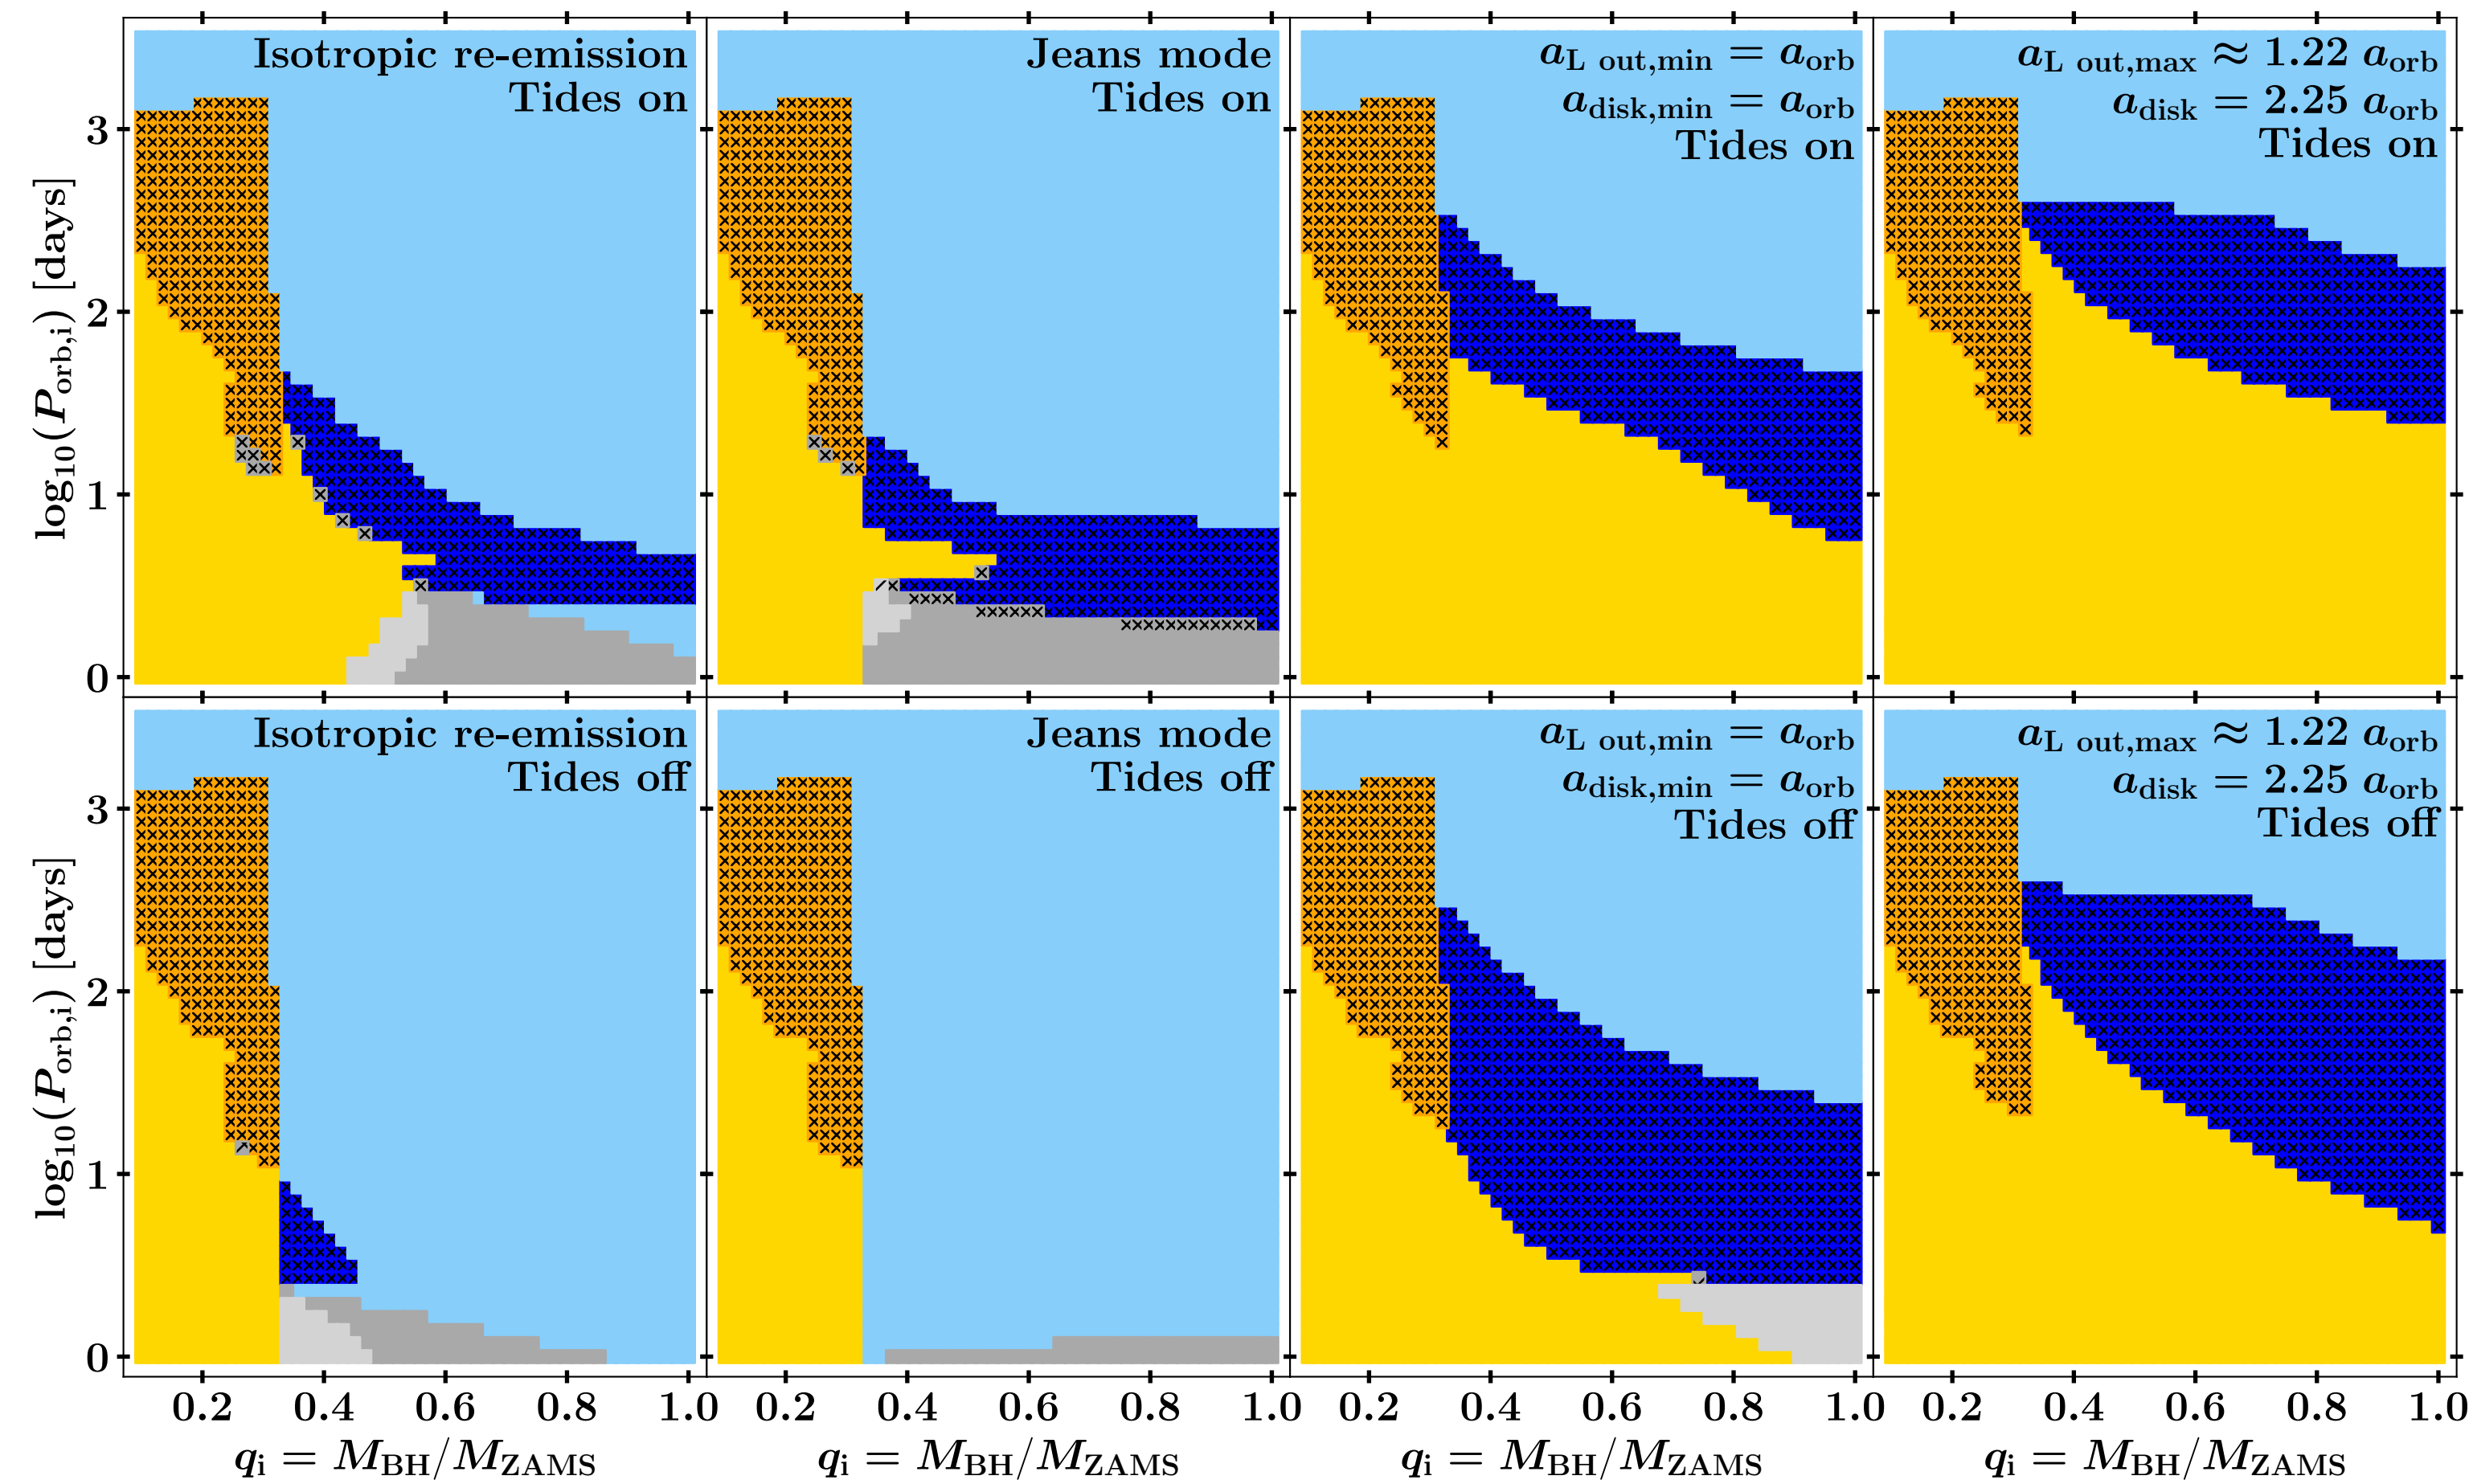 Isotropic re-emission
Tides on
Jeans mode
Tides on
a_L out,min = a_orb
a_disk,min = a_orb
Tides on
a_L out,max ≈ 1.22 a_orb
a_disk = 2.25 a_orb
Tides on
log10(P_orb,i) [days]
3
2
1
0
Isotropic re-emission
Tides off
Jeans mode
Tides off
a_L out,min = a_orb
a_disk,min = a_orb
Tides off
a_L out,max ≈ 1.22 a_orb
a_disk = 2.25 a_orb
Tides off
log10(P_orb,i) [days]
3
2
1
0
0.2 0.4 0.6 0.8 1.0 0.2 0.4 0.6 0.8 1.0 0.2 0.4 0.6 0.8 1.0 0.2 0.4 0.6 0.8 1.0
q_i = M_BH/M_ZAMS q_i = M_BH/M_ZAMS q_i = M_BH/M_ZAMS q_i = M_BH/M_ZAMS